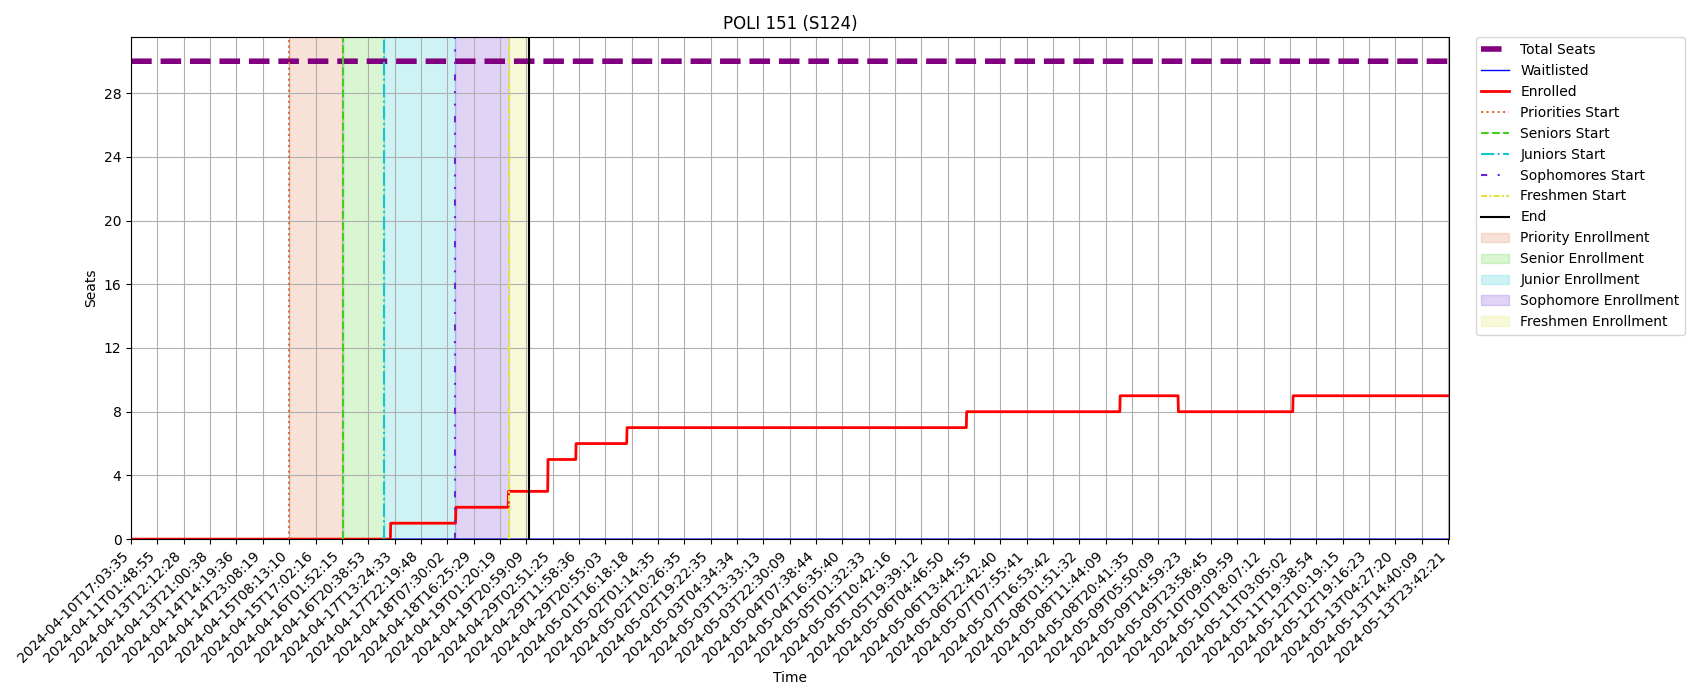 POLI 151 (S124)
Total Seats
Waitlisted
Enrolled
Priorities Start
Seniors Start
Juniors Start
Sophomores Start
Freshmen Start
End
Priority Enrollment
Senior Enrollment
Junior Enrollment
Sophomore Enrollment
Freshmen Enrollment
Seats
28
24
20
16
12
8
4
0
2024-04-10T17:03:35
2024-04-11T01:48:55
2024-04-13T12:12:28
2024-04-13T21:00:38
2024-04-14T14:19:36
2024-04-14T23:08:19
2024-04-15T08:13:10
2024-04-15T17:02:16
2024-04-16T01:52:15
2024-04-16T20:38:53
2024-04-17T13:24:33
2024-04-17T22:19:48
2024-04-18T07:30:02
2024-04-18T16:25:29
2024-04-19T01:20:19
2024-04-19T20:59:09
2024-04-29T02:51:25
2024-04-29T11:58:36
2024-04-29T20:55:03
2024-05-01T16:18:18
2024-05-02T01:14:35
2024-05-02T10:26:35
2024-05-02T19:22:35
2024-05-03T04:34:34
2024-05-03T13:33:13
2024-05-03T22:30:09
2024-05-04T07:38:44
2024-05-04T16:35:40
2024-05-05T01:32:33
2024-05-05T10:42:16
2024-05-05T19:39:12
2024-05-06T04:46:50
2024-05-06T13:44:55
2024-05-06T22:42:40
2024-05-07T07:55:41
2024-05-07T16:53:42
2024-05-08T01:51:32
2024-05-08T11:44:09
2024-05-08T20:41:35
2024-05-09T05:50:09
2024-05-09T14:59:23
2024-05-09T23:58:45
2024-05-10T09:09:59
2024-05-10T18:07:12
2024-05-11T03:05:02
2024-05-11T19:38:54
2024-05-12T10:19:15
2024-05-12T19:16:23
2024-05-13T04:27:20
2024-05-13T14:40:09
2024-05-13T23:42:21
Time